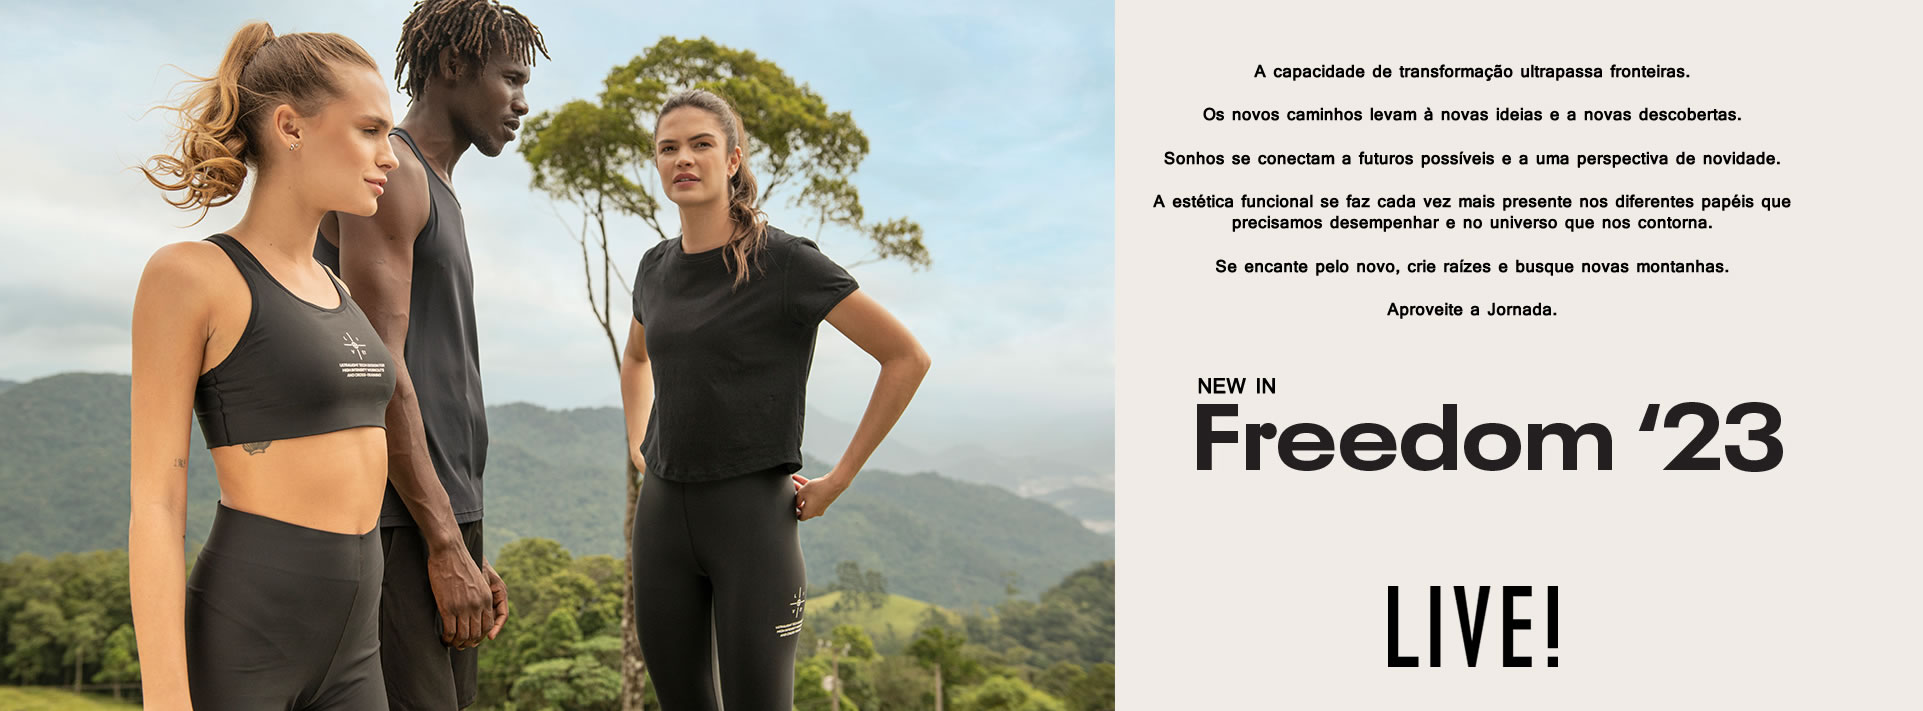 A capacidade de transformação ultrapassa fronteiras.
Os novos caminhos levam à novas ideias e a novas descobertas.
Sonhos se conectam a futuros possíveis e a uma perspectiva de novidade.
A estética funcional se faz cada vez mais presente nos diferentes papéis que
precisamos desempenhar e no universo que nos contorna.
Se encante pelo novo, crie raízes e busque novas montanhas.
Aproveite a Jornada.
NEW IN
Freedom ‘23
LIVE!